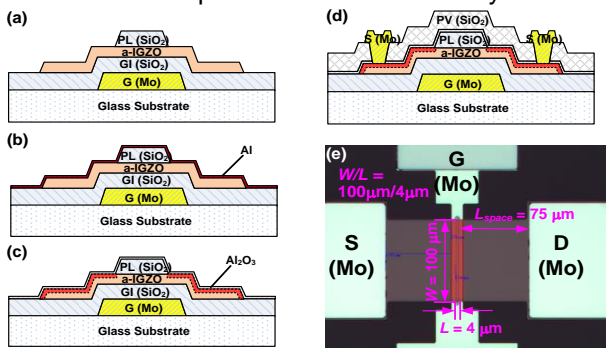 (a)
PL (SiO₂)
a-IGZO
GI (SiO₂)
G (Mo)
Glass Substrate
(b)
Al
PL (SiO₂)
a-IGZO
GI (SiO₂)
G (Mo)
Glass Substrate
(c)
Al₂O₃
PL (SiO₂)
a-IGZO
GI (SiO₂)
G (Mo)
Glass Substrate
(d)
PV (SiO₂)
S (Mo)
PL (SiO₂)
S (Mo)
a-IGZO
GI (SiO₂)
G (Mo)
Glass Substrate
(e)
W/L =
100μm/4μm
G
(Mo)
Lspace = 75 μm
S
(Mo)
W = 100 μm
D
(Mo)
L = 4 μm